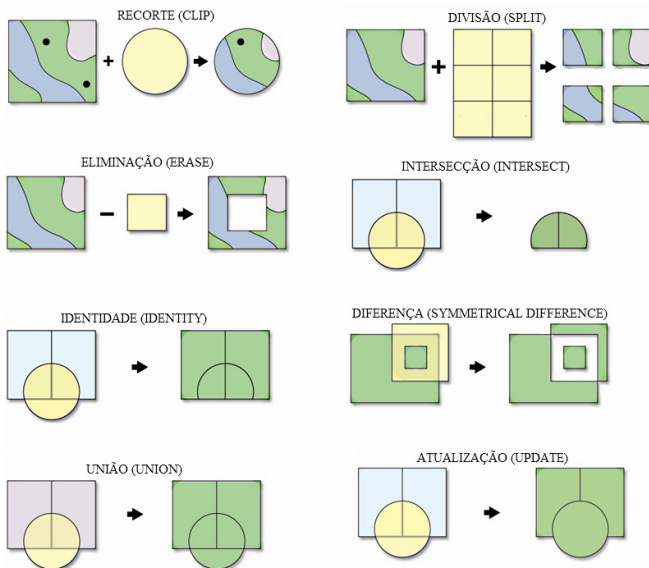 RECORTE (CLIP)
DIVISÃO (SPLIT)
ELIMINAÇÃO (ERASE)
INTERSECÇÃO (INTERSECT)
IDENTIDADE (IDENTITY)
DIFERENÇA (SYMMETRICAL DIFFERENCE)
UNIÃO (UNION)
ATUALIZAÇÃO (UPDATE)